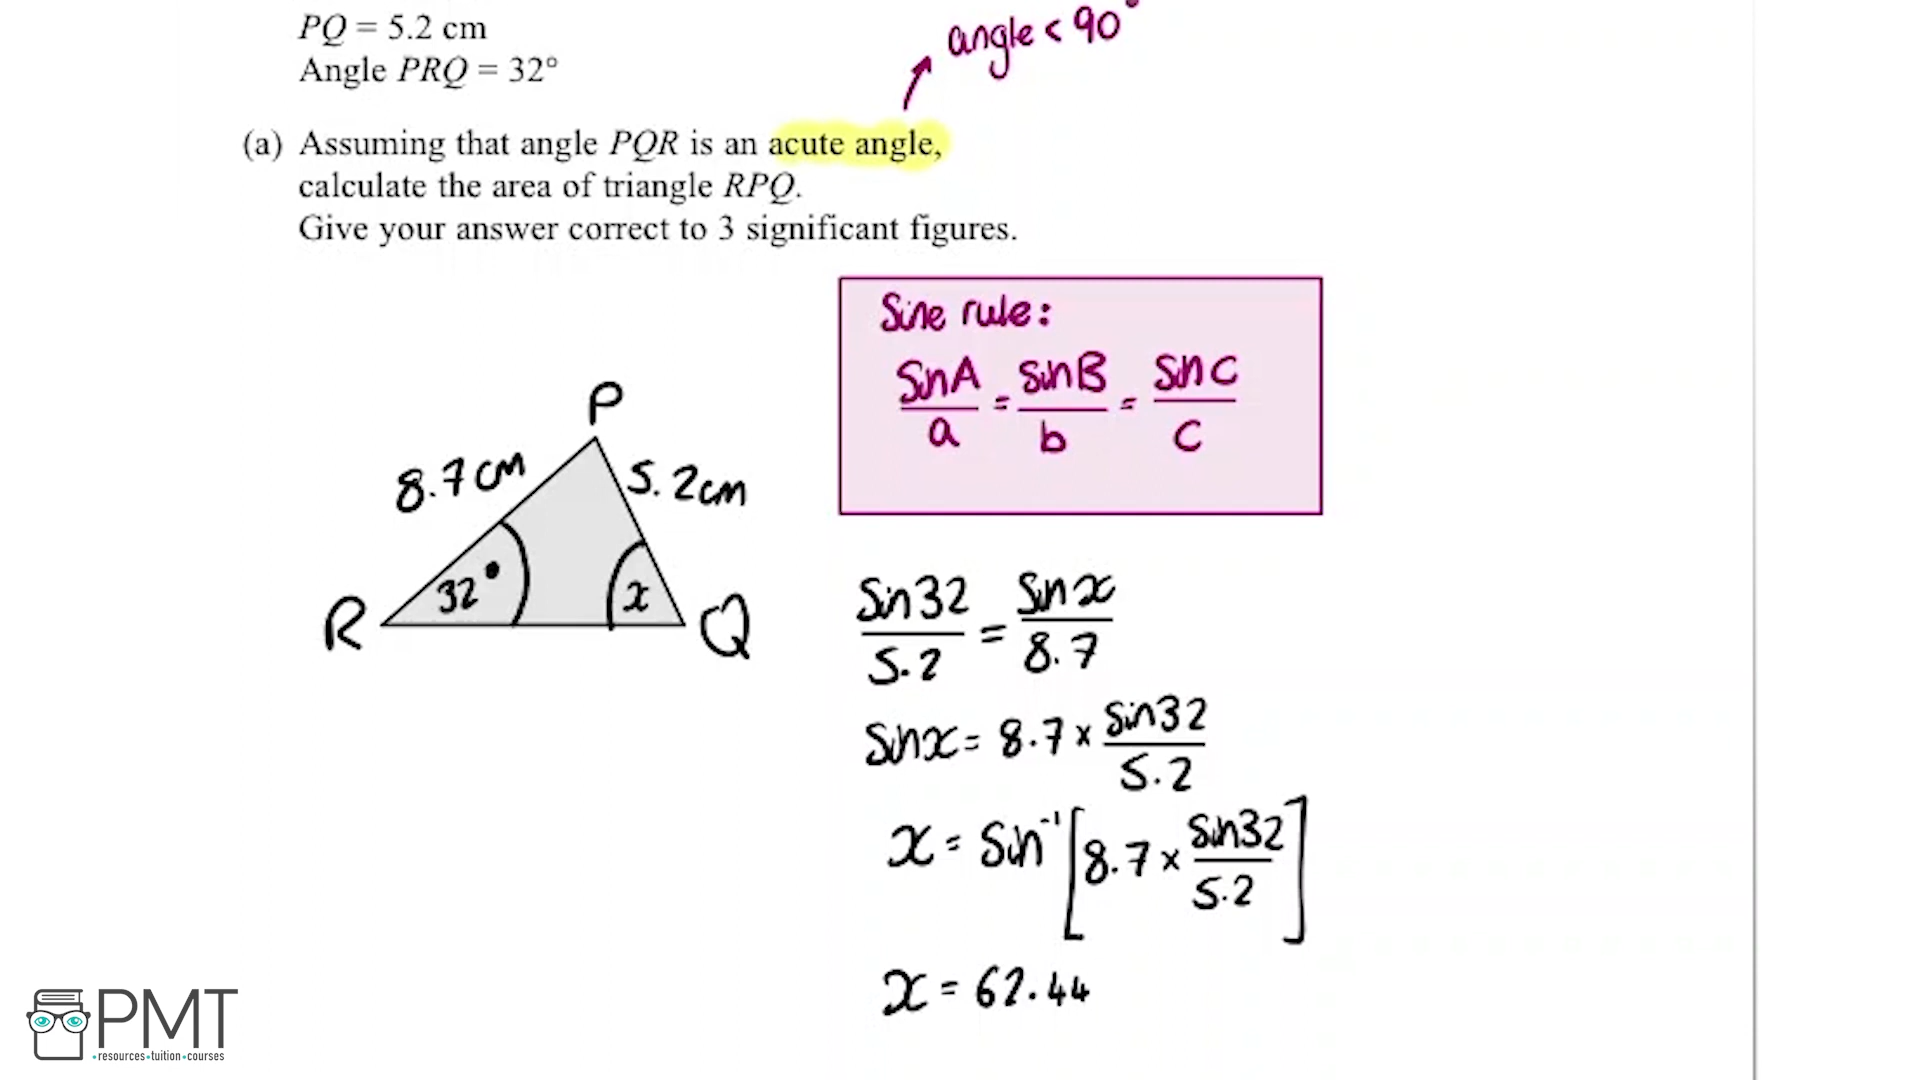 PQ = 5.2 cm
Angle PRQ = 32°
angle < 90°
(a) Assuming that angle PQR is an acute angle,
calculate the area of triangle RPQ.
Give your answer correct to 3 significant figures.
Sine rule:
sinA/a = sinB/b = sinC/c
P
8.7cm
5.2cm
32°
x
R
Q
sin32/5.2 = sinx/8.7
sinx = 8.7 × sin32/5.2
x = sin⁻¹[8.7 × sin32/5.2]
x = 62.44
PMT
•resources•tuition•courses